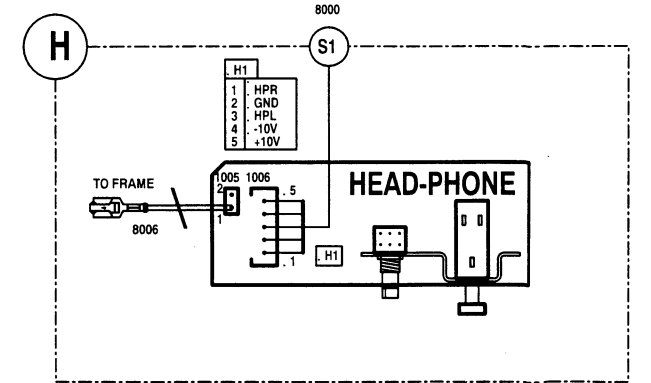 8000
H
S1
. H1
1 . HPR
2 . GND
3 . HPL
4 . -10V
5 +10V
1005 1006
HEAD-PHONE
TO FRAME
2
. 5
8006
1
. H1
. 1